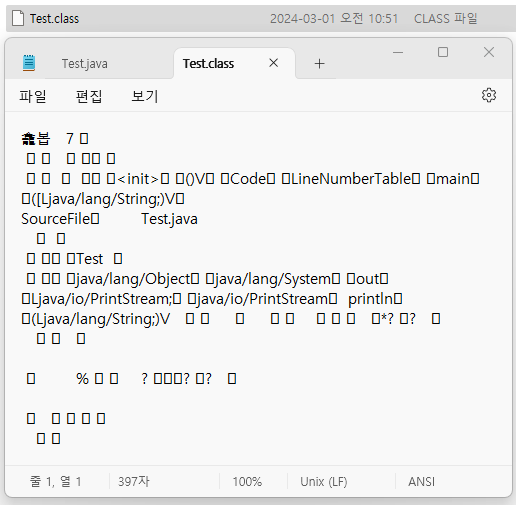 Test.class 2024-03-01 오전 10:51 CLASS 파일
Test.java Test.class
파일 편집 보기
7
<init> ()V Code LineNumberTable main
([Ljava/lang/String;)V
SourceFile Test.java
Test
java/lang/Object java/lang/System out
Ljava/io/PrintStream; java/io/PrintStream println
(Ljava/lang/String;)V *? ?
% ? ? ?
줄 1, 열 1 397자 100% Unix (LF) ANSI